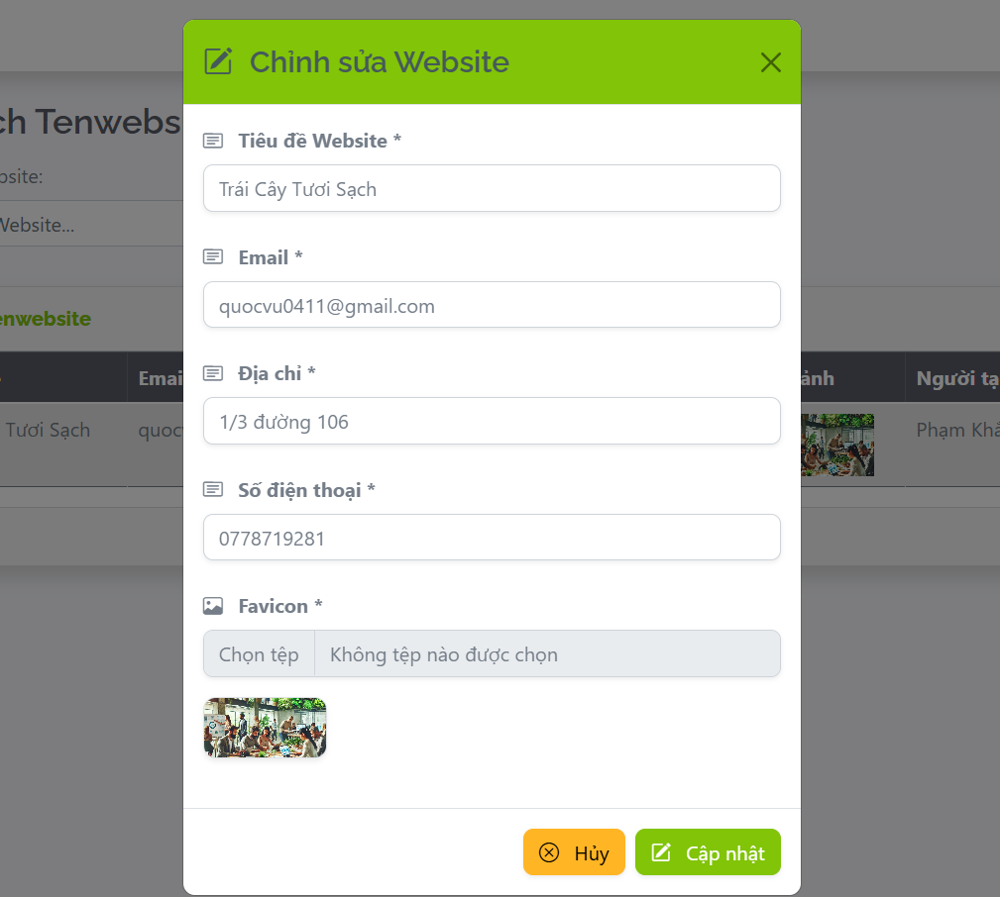 Chỉnh sửa Website
ch Tenwebs
Tiêu đề Website *
bsite:
Trái Cây Tươi Sạch
Website...
Email *
quocvu0411@gmail.com
enwebsite
Địa chỉ *
Emai
ảnh
Người tạ
1/3 đường 106
Tươi Sạch
quocv
Phạm Khắ
Số điện thoại *
0778719281
Favicon *
Chọn tệp
Không tệp nào được chọn
Hủy
Cập nhật